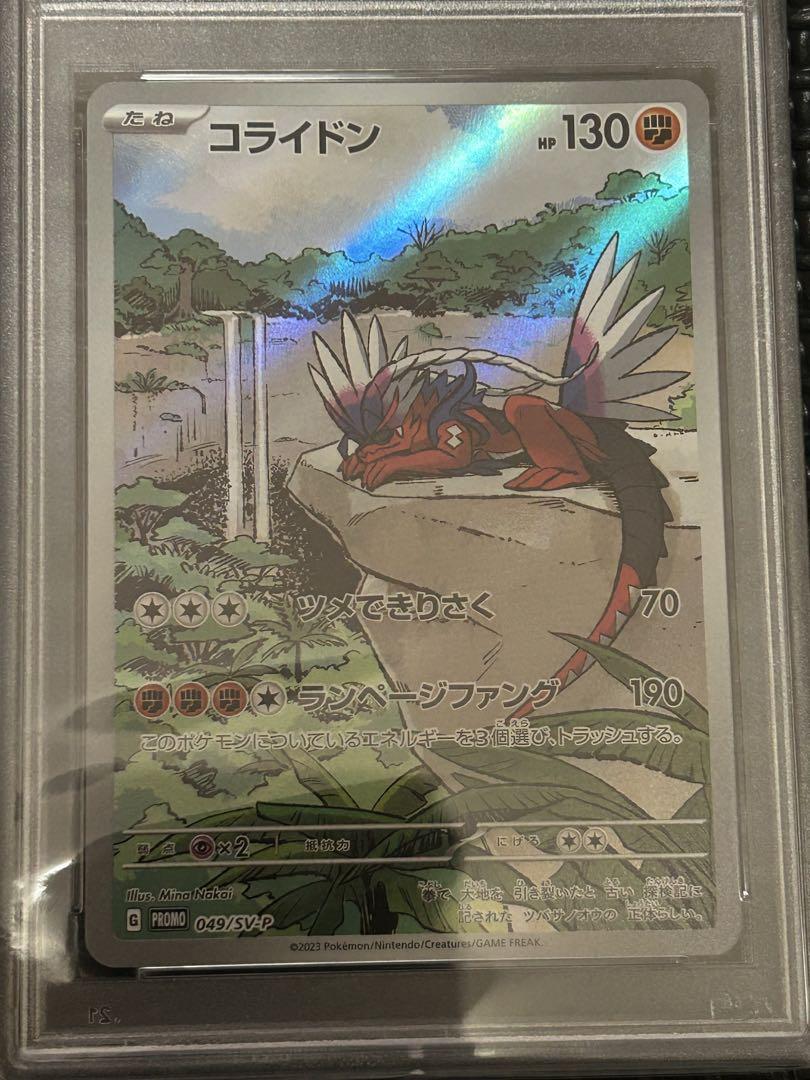 たね コライドン HP 130
ツメできりさく 70
ランページファング 190
このポケモンについているエネルギーを3個選び、トラッシュする。
弱点 ×2 抵抗力 にげる
Illus. Mina Nakai
拳で 大地を 引き裂いたと 古い 探検記に
記された ツバサノオウの 正体らしい。
G PROMO 049/SV-P
©2023 Pokémon/Nintendo/Creatures/GAME FREAK.